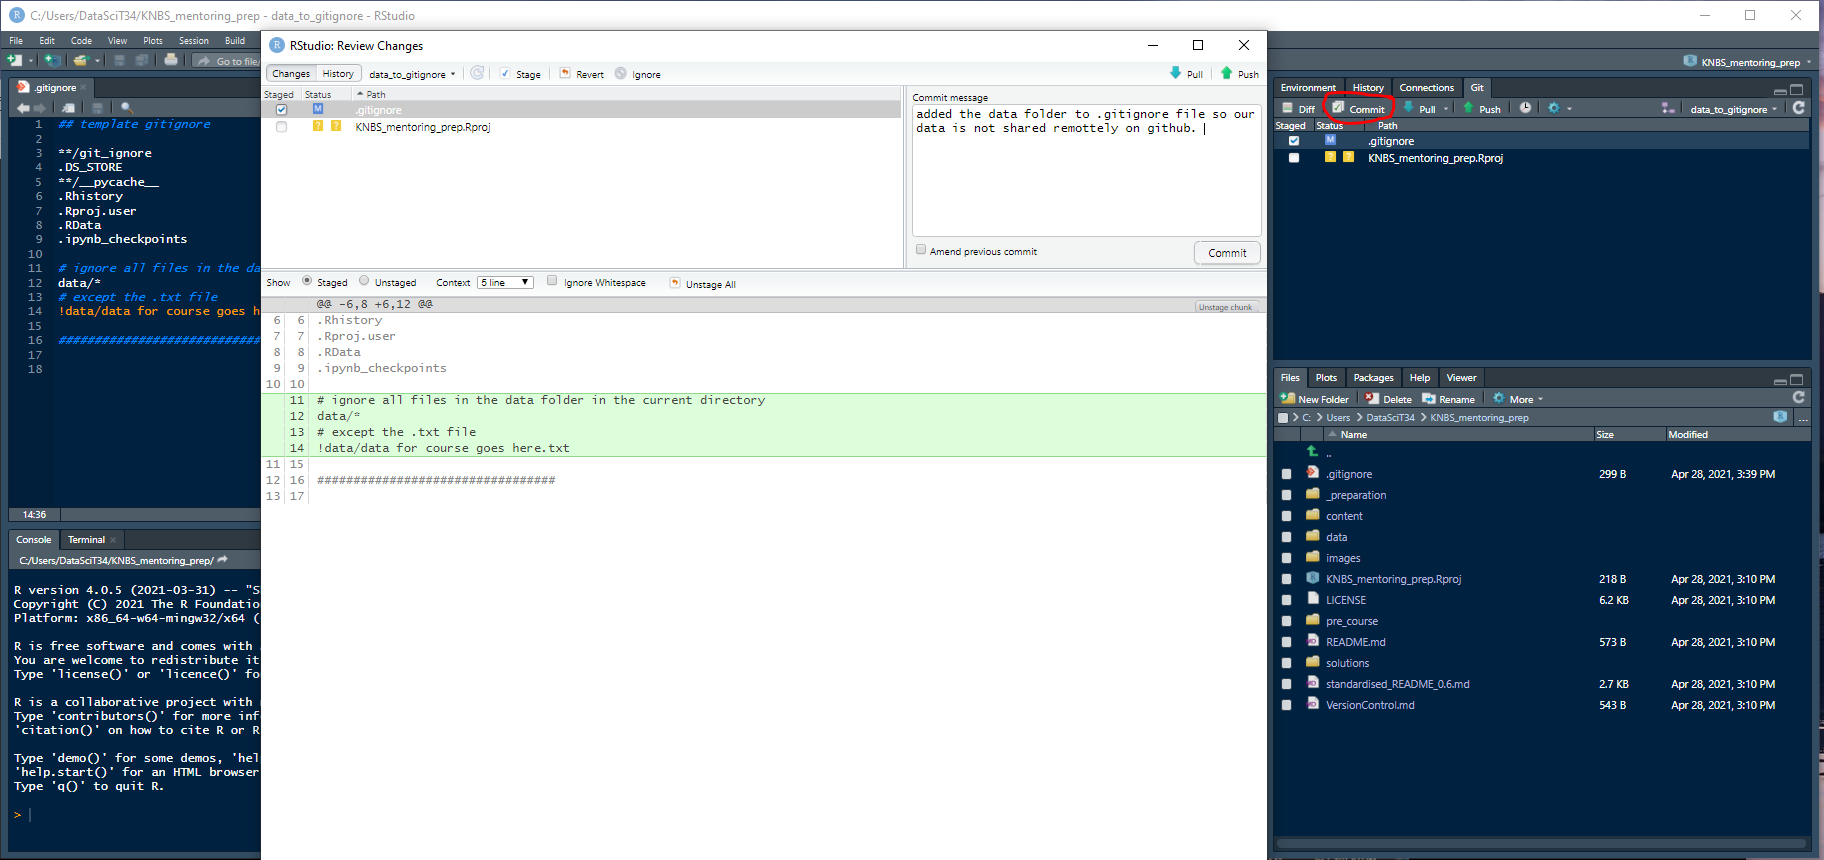 C:/Users/DataSciT34/KNBS_mentoring_prep - data_to_gitignore - RStudio
File Edit Code View Plots Session Build
Go to file/
KNBS_mentoring_prep
.gitignore
1 ## template gitignore
2
3 **/git_ignore
4 .DS_STORE
5 **/__pycache__
6 .Rhistory
7 .Rproj.user
8 .RData
9 .ipynb_checkpoints
10
11 # ignore all files in the da
12 data/*
13 # except the .txt file
14 !data/data for course goes h
15
16 ############################
17
18
14:36
Console Terminal
C:/Users/DataSciT34/KNBS_mentoring_prep/
R version 4.0.5 (2021-03-31) -- "S
Copyright (C) 2021 The R Foundatio
Platform: x86_64-w64-mingw32/x64 (
R is free software and comes with
You are welcome to redistribute it
Type 'license()' or 'licence()' fo
R is a collaborative project with
Type 'contributors()' for more inf
'citation()' on how to cite R or R
Type 'demo()' for some demos, 'hel
'help.start()' for an HTML browser
Type 'q()' to quit R.
>
RStudio: Review Changes
Changes History data_to_gitignore Stage Revert Ignore Pull Push
Staged Status Path
M .gitignore
? ? KNBS_mentoring_prep.Rproj
Commit message
added the data folder to .gitignore file so our
data is not shared remottely on github.
Amend previous commit Commit
Show Staged Unstaged Context 5 line Ignore Whitespace Unstage All
@@ -6,8 +6,12 @@ Unstage chunk
6 6 .Rhistory
7 7 .Rproj.user
8 8 .RData
9 9 .ipynb_checkpoints
10 10
11 # ignore all files in the data folder in the current directory
12 data/*
13 # except the .txt file
14 !data/data for course goes here.txt
11 15
12 16 #################################
13 17
Environment History Connections Git
Diff Commit Pull Push data_to_gitignore
Staged Status Path
M .gitignore
? ? KNBS_mentoring_prep.Rproj
Files Plots Packages Help Viewer
New Folder Delete Rename More
C: Users DataSciT34 KNBS_mentoring_prep ...
Name Size Modified
..
.gitignore 299 B Apr 28, 2021, 3:39 PM
_preparation
content
data
images
KNBS_mentoring_prep.Rproj 218 B Apr 28, 2021, 3:10 PM
LICENSE 6.2 KB Apr 28, 2021, 3:10 PM
pre_course
README.md 573 B Apr 28, 2021, 3:10 PM
solutions
standardised_README_0.6.md 2.7 KB Apr 28, 2021, 3:10 PM
VersionControl.md 543 B Apr 28, 2021, 3:10 PM